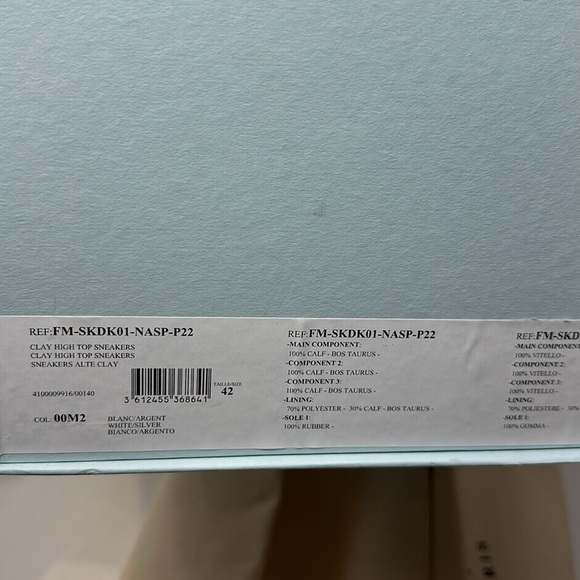 REF:FM-SKDK01-NASP-P22
CLAY HIGH TOP SNEAKERS
CLAY HIGH TOP SNEAKERS
SNEAKERS ALTE CLAY
4100009916/00140
3 612455 368641
TAILLE/SIZE
42
COL: 00M2
BLANC/ARGENT
WHITE/SILVER
BIANCO/ARGENTO
REF:FM-SKDK01-NASP-P22
-MAIN COMPONENT:
100% CALF - BOS TAURUS -
-COMPONENT 2:
100% CALF - BOS TAURUS -
-COMPONENT 3:
100% CALF - BOS TAURUS -
-LINING:
70% POLYESTER - 30% CALF - BOS TAURUS -
-SOLE 1:
100% RUBBER -
REF:FM-SKD
-MAIN COMPONENT
100% VITELLO -
-COMPONENT 2:
100% VITELLO -
-COMPONENT 3:
100% VITELLO -
-LINING:
70% POLIESTERE - 30%
-SOLE 1:
100% GOMMA -